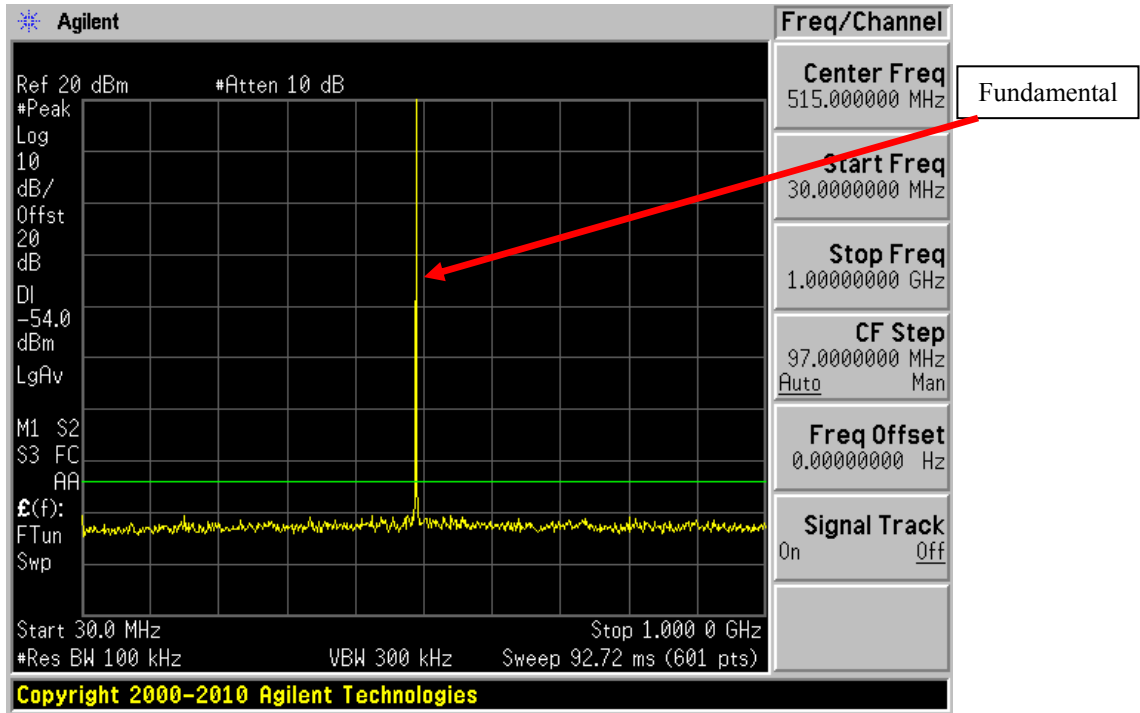 Agilent
Freq/Channel
Ref 20 dBm #Atten 10 dB
#Peak
Log
10
dB/
Offst
20
dB
DI
-54.0
dBm
LgAv
M1 S2
S3 FC
AA
£(f):
FTun
Swp
Start 30.0 MHz Stop 1.000 0 GHz
#Res BW 100 kHz VBW 300 kHz Sweep 92.72 ms (601 pts)
Copyright 2000-2010 Agilent Technologies
Center Freq
515.000000 MHz
Start Freq
30.0000000 MHz
Stop Freq
1.00000000 GHz
CF Step
97.0000000 MHz
Auto Man
Freq Offset
0.00000000 Hz
Signal Track
On Off
Fundamental